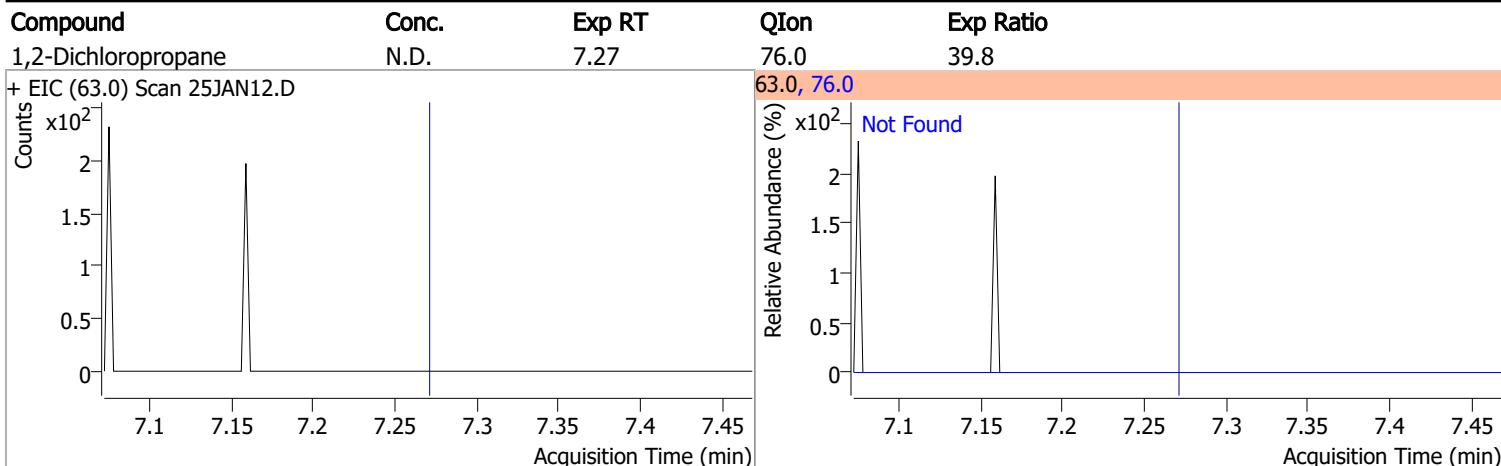 Compound Conc. Exp RT QIon Exp Ratio
1,2-Dichloropropane N.D. 7.27 76.0 39.8
+ EIC (63.0) Scan 25JAN12.D
Counts
x10²
2
1.5
1
0.5
0
7.1 7.15 7.2 7.25 7.3 7.35 7.4 7.45
Acquisition Time (min)
63.0, 76.0
Relative Abundance (%)
x10²
Not Found
2
1.5
1
0.5
0
7.1 7.15 7.2 7.25 7.3 7.35 7.4 7.45
Acquisition Time (min)